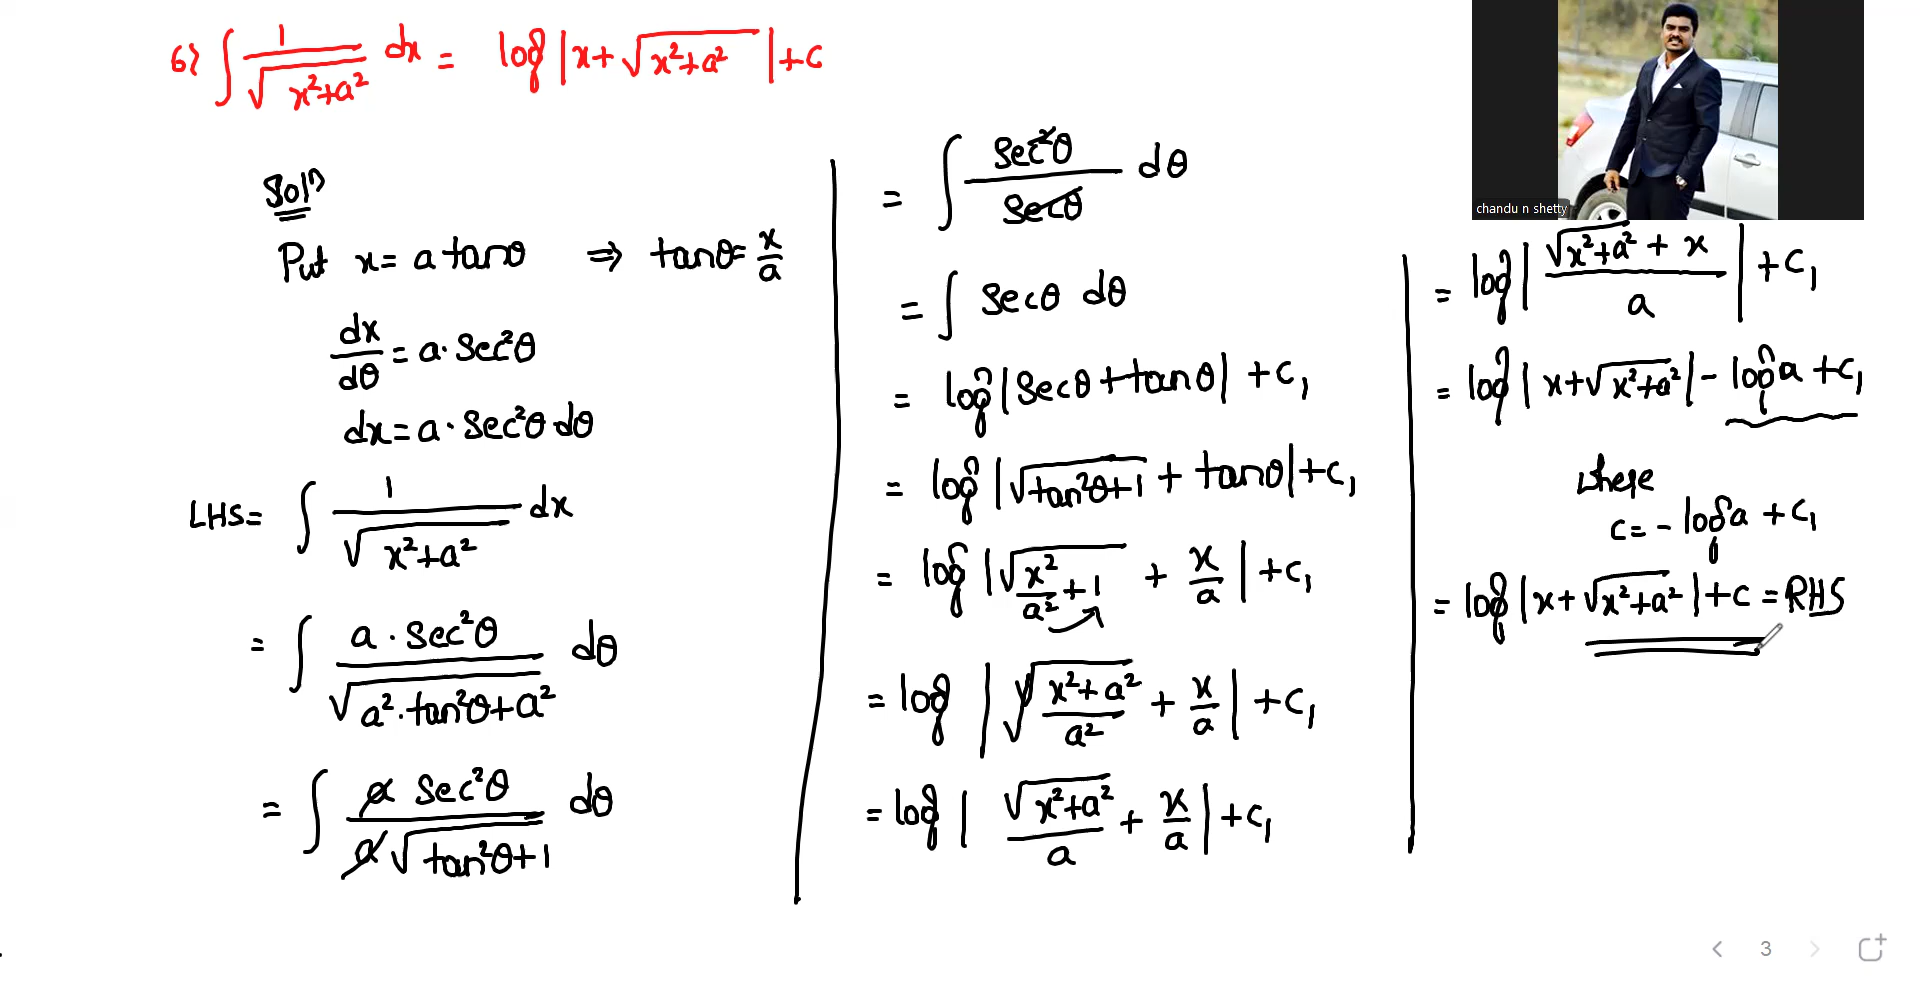 6) ∫ 1/√(x²+a²) dx = log |x+√(x²+a²)| +c
Solⁿ
Put x = a tanθ ⇒ tanθ = x/a
dx/dθ = a·Sec²θ
dx = a·Sec²θ dθ
LHS = ∫ 1/√(x²+a²) dx
= ∫ a·Sec²θ/√(a²·tan²θ+a²) dθ
= ∫ a Sec²θ/a√(tan²θ+1) dθ
= ∫ Sec²θ/Secθ dθ
= ∫ Secθ dθ
= log |Secθ + tanθ| + c₁
= log |√(tan²θ+1) + tanθ| + c₁
= log |√(x²/a² + 1) + x/a| + c₁
= log |√((x²+a²)/a²) + x/a| + c₁
= log |√(x²+a²)/a + x/a| + c₁
chandu n shetty
= log |(√(x²+a²) + x)/a| + c₁
= log |x+√(x²+a²)| - log a + c₁
where
c = - log a + c₁
= log |x+√(x²+a²)| + c = RHS
3